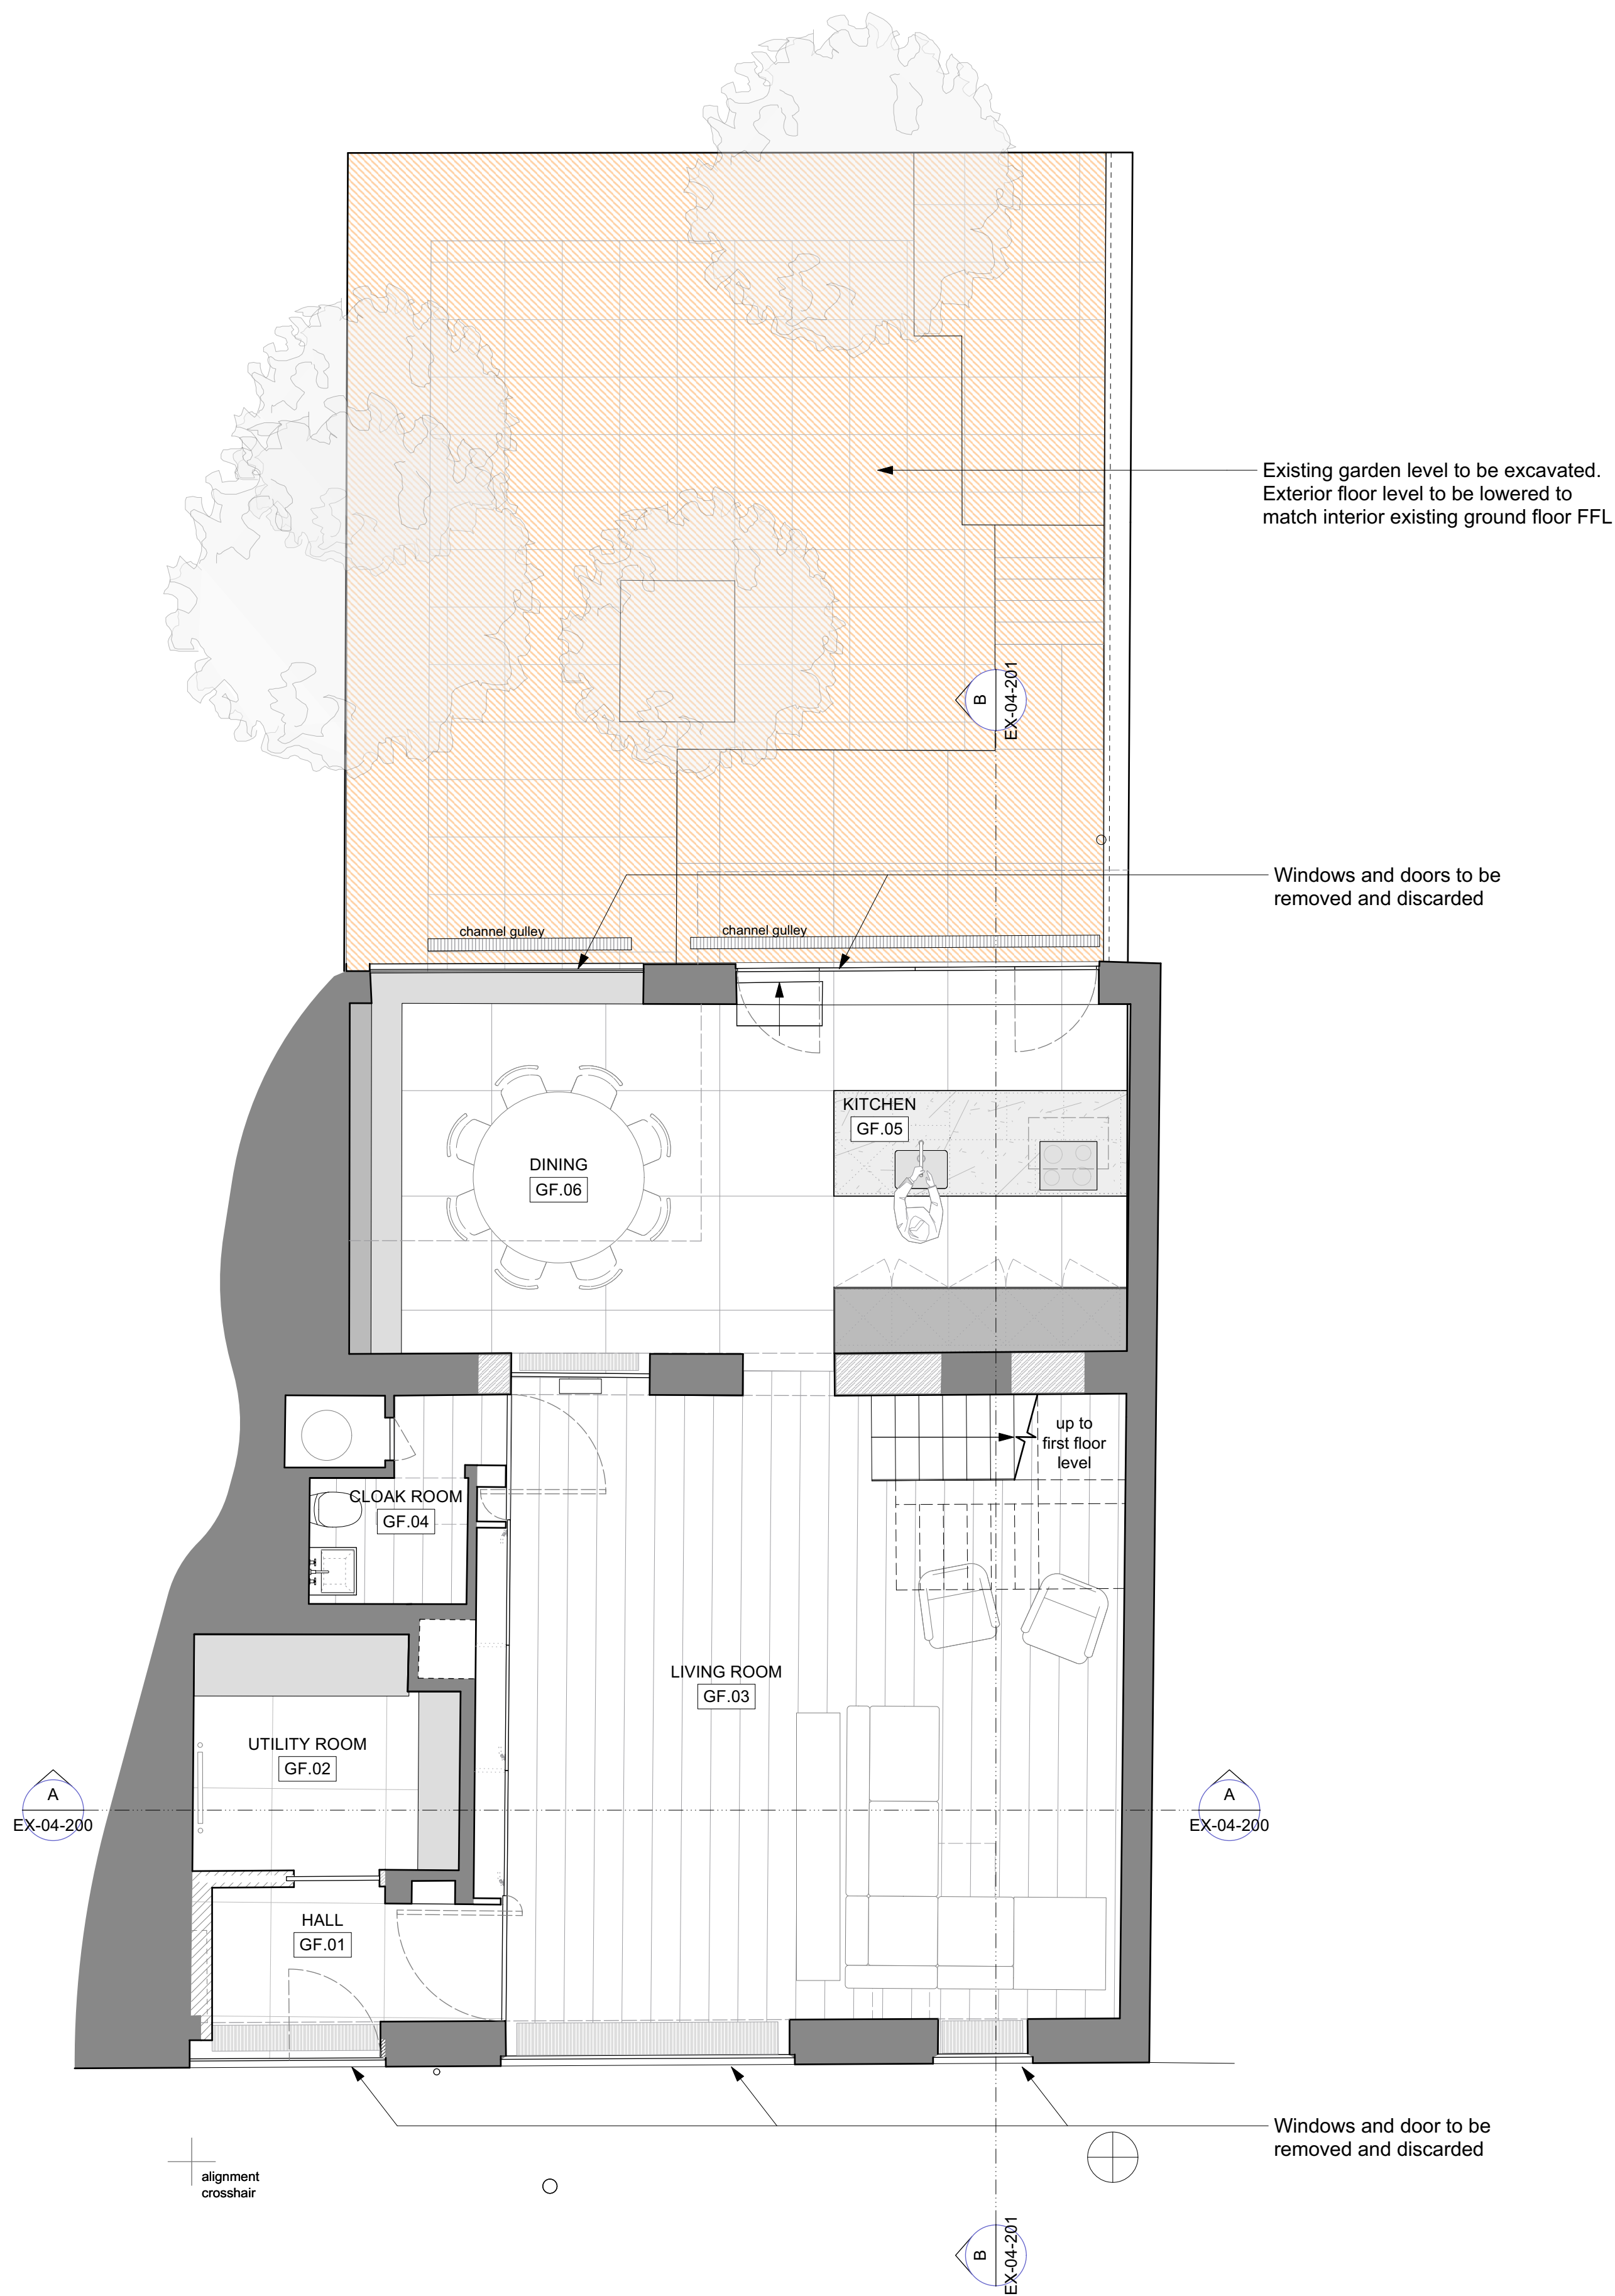 Existing garden level to be excavated.
Exterior floor level to be lowered to
match interior existing ground floor FFL
B
EX-04-201
Windows and doors to be
removed and discarded
channel gulley
channel gulley
KITCHEN
GF.05
DINING
GF.06
up to
first floor
level
CLOAK ROOM
GF.04
LIVING ROOM
GF.03
UTILITY ROOM
GF.02
A
EX-04-200
A
EX-04-200
HALL
GF.01
Windows and door to be
removed and discarded
alignment
crosshair
B
EX-04-201